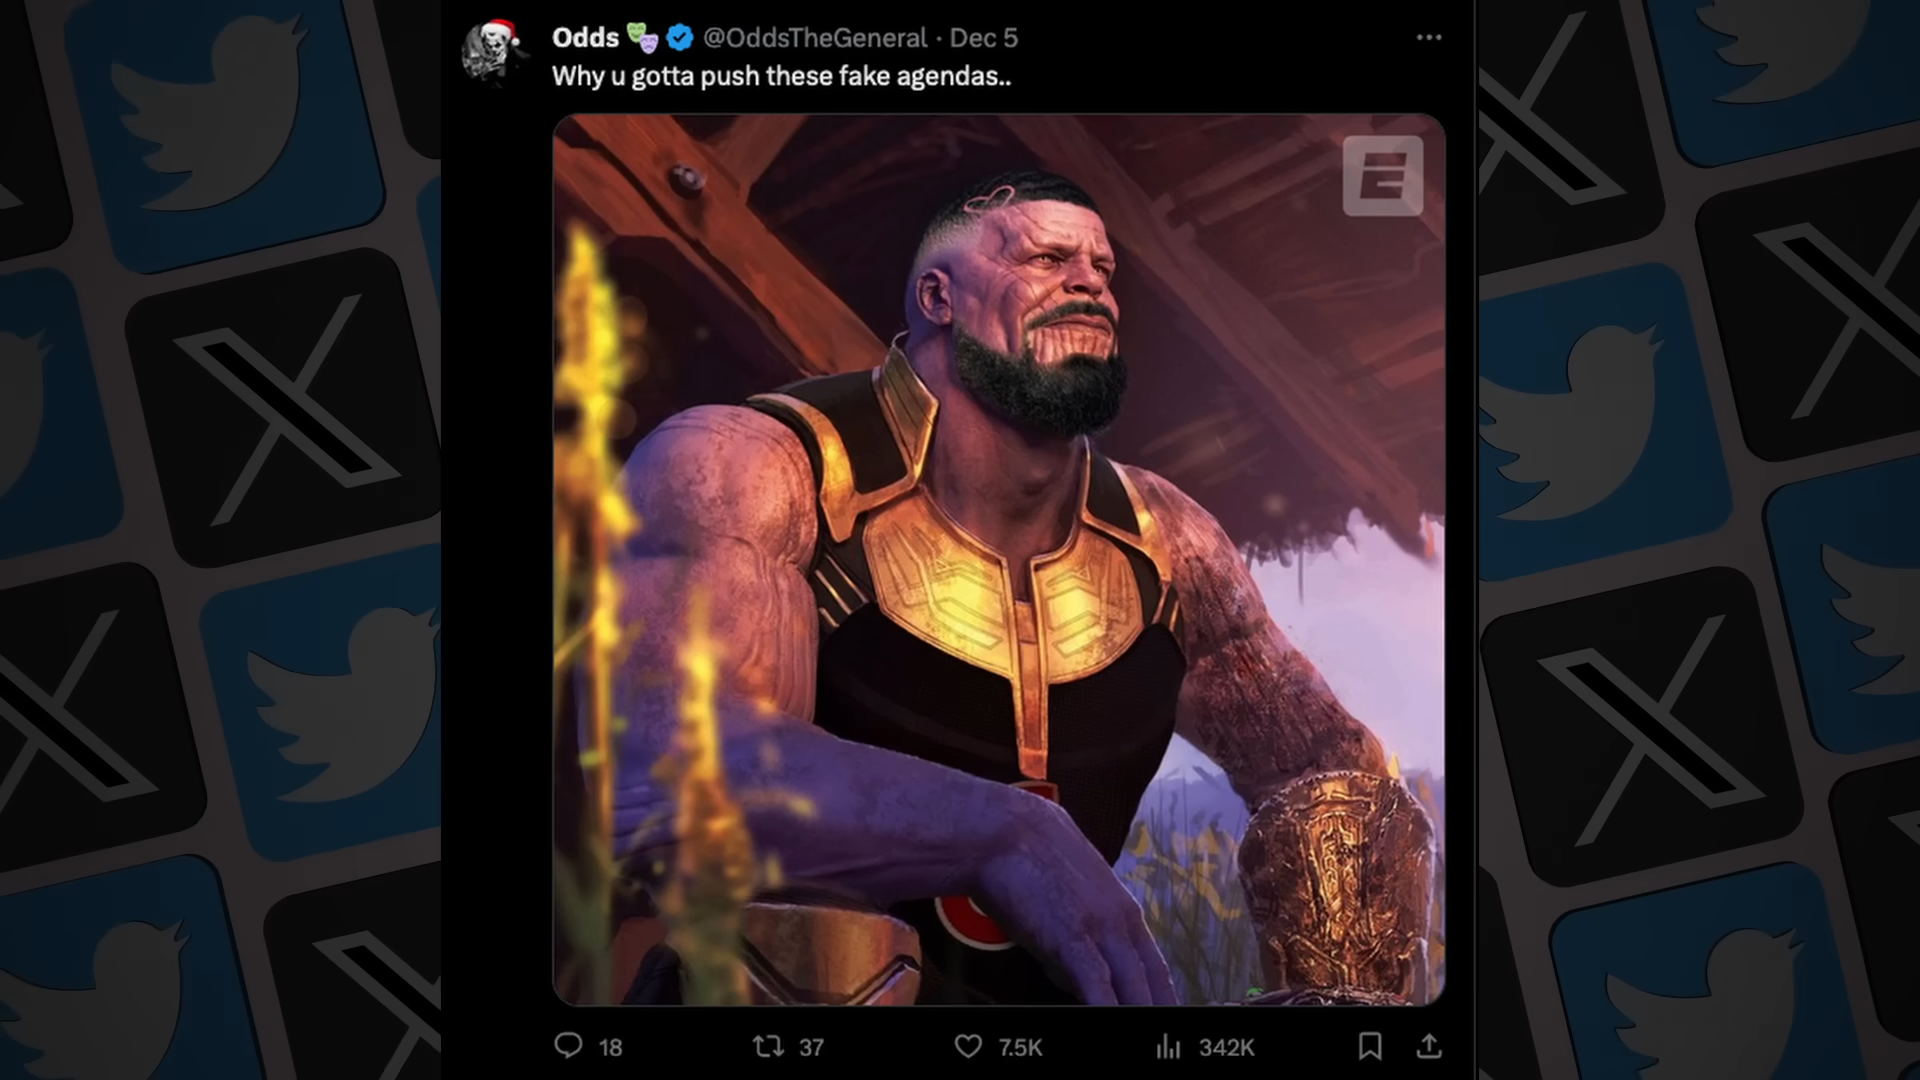 Odds @OddsTheGeneral · Dec 5
Why u gotta push these fake agendas..
E
18 37 7.5K 342K